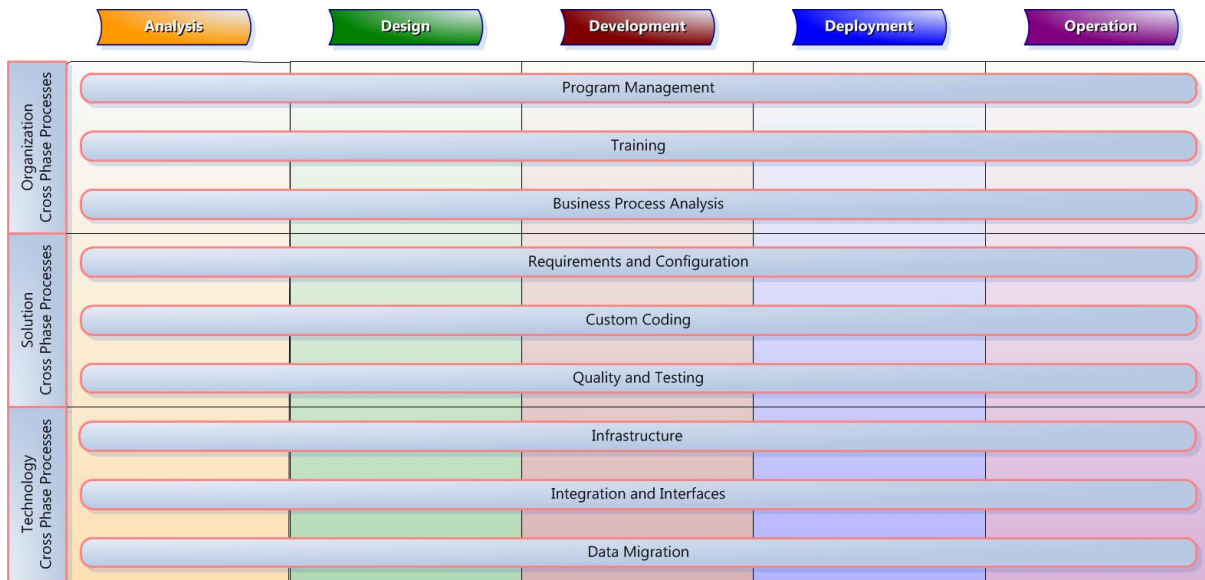 Analysis
Design
Development
Deployment
Operation
Organization
Cross Phase Processes
Program Management
Training
Business Process Analysis
Solution
Cross Phase Processes
Requirements and Configuration
Custom Coding
Quality and Testing
Technology
Cross Phase Processes
Infrastructure
Integration and Interfaces
Data Migration